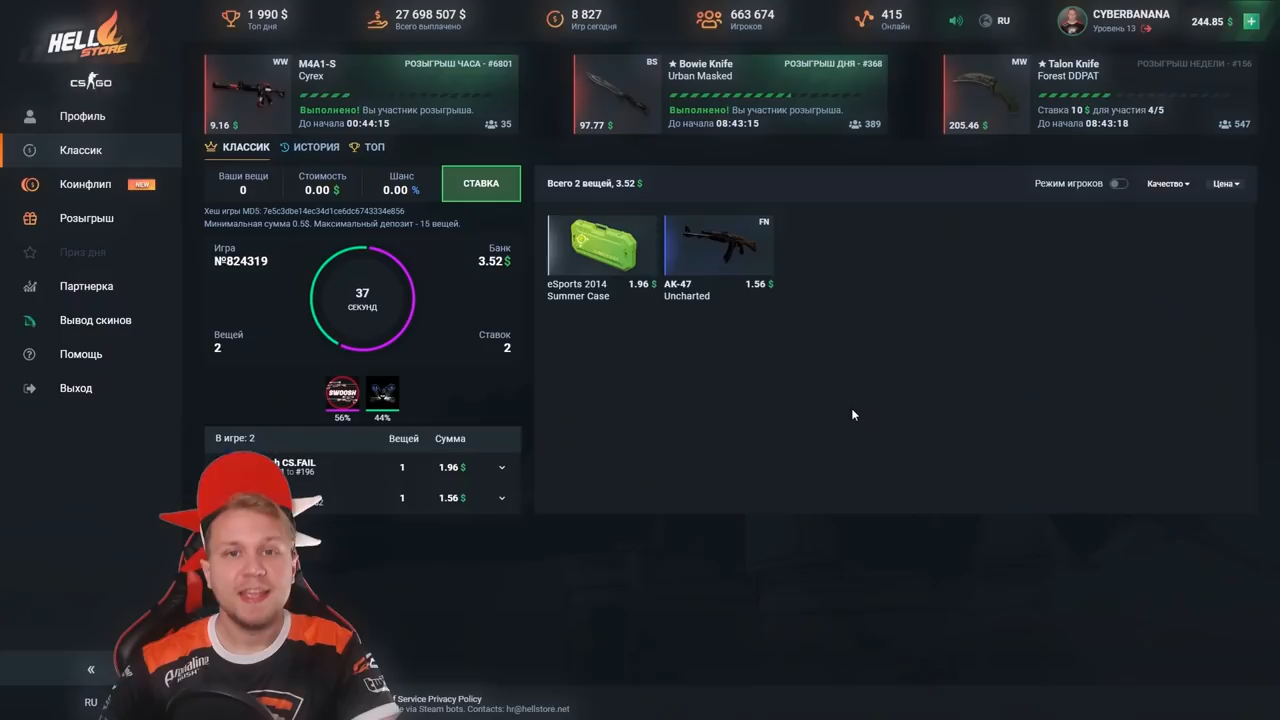 HELL
STORE
CS GO
1 990 $
Топ дня
27 698 507 $
Всего выплачено
8 827
Игр сегодня
663 674
Игроков
415
Онлайн
RU
CYBERBANANA
Уровень 13
244.85 $
WW
9.16 $
M4A1-S
Cyrex
РОЗЫГРЫШ ЧАСА - #6801
Выполнено! Вы участник розыгрыша.
До начала 00:44:15
35
BS
97.77 $
★ Bowie Knife
Urban Masked
РОЗЫГРЫШ ДНЯ - #368
Выполнено! Вы участник розыгрыша.
До начала 08:43:15
389
MW
205.46 $
★ Talon Knife
Forest DDPAT
РОЗЫГРЫШ НЕДЕЛИ - #156
Ставка 10 $ для участия 4/5
До начала 08:43:18
547
Профиль
Классик
Коинфлип NEW
Розыгрыш
Приз дня
Партнерка
Вывод скинов
Помощь
Выход
«
RU
КЛАССИК ИСТОРИЯ ТОП
Ваши вещи
0
Стоимость
0.00 $
Шанс
0.00 %
СТАВКА
Хеш игры MD5: 7e5c3dbe14ec34d1ce6dc6743334e856
Минимальная сумма 0.5$. Максимальный депозит - 15 вещей.
Игра
№824319
Банк
3.52 $
37
СЕКУНД
Вещей
2
Ставок
2
SWOOSH
56%
44%
В игре: 2 Вещей Сумма
h CS.FAIL
1 to #196
1 1.96 $
1 1.56 $
Всего 2 вещей, 3.52 $
Режим игроков
Качество
Цена
eSports 2014 1.96 $
Summer Case
FN
AK-47 1.56 $
Uncharted
Adrenaline
RUSH
f Service Privacy Policy
e via Steam bots. Contacts: hr@hellstore.net